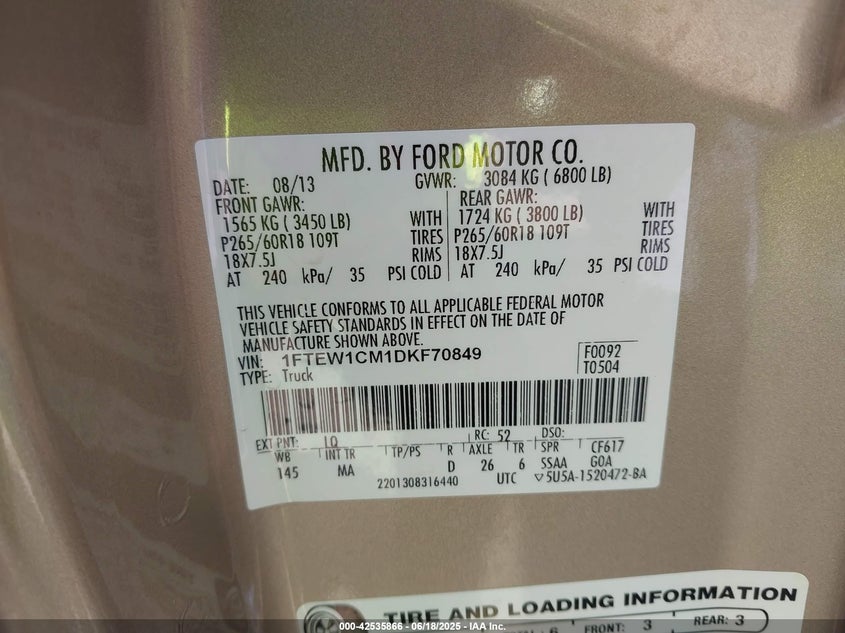 MFD. BY FORD MOTOR CO.
DATE: 08/13 GVWR: 3084 KG ( 6800 LB)
FRONT GAWR: REAR GAWR:
1565 KG ( 3450 LB) WITH 1724 KG ( 3800 LB) WITH
P265/60R18 109T TIRES P265/60R18 109T TIRES
18X7.5J RIMS 18X7.5J RIMS
AT 240 kPa/ 35 PSI COLD AT 240 kPa/ 35 PSI COLD
THIS VEHICLE CONFORMS TO ALL APPLICABLE FEDERAL MOTOR
VEHICLE SAFETY STANDARDS IN EFFECT ON THE DATE OF
MANUFACTURE SHOWN ABOVE.
VIN: 1FTEW1CM1DKF70849 F0092
TYPE: Truck T0504
EXT PNT: LQ RC: 52 DSO:
WB INT TR TP/PS R AXLE TR SPR CF617
145 MA D 26 6 SSAA GOA
2201308316440 UTC ▽5U5A-1520472-BA
TIRE AND LOADING INFORMATION
6 FRONT: 3 REAR: 3
000-42535866 - 06/18/2025 - IAA Inc.